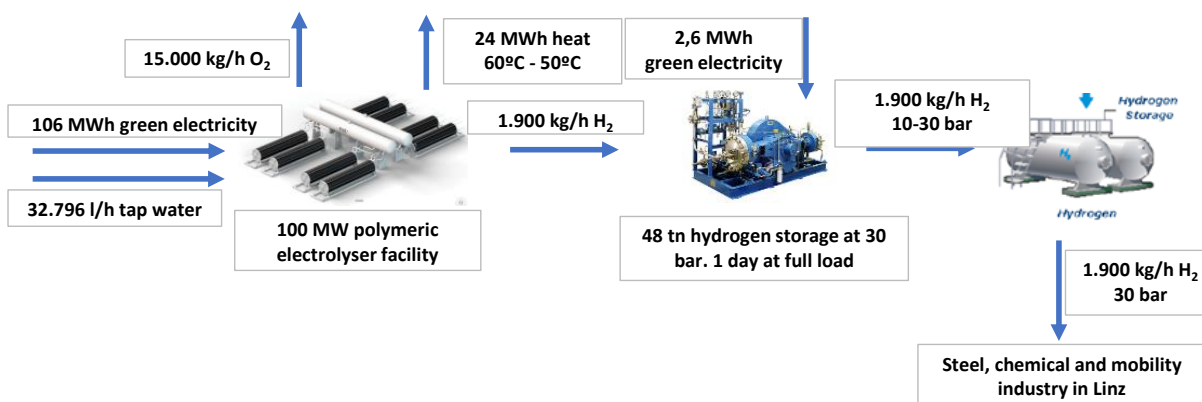 15.000 kg/h O₂
24 MWh heat
60ºC - 50ºC
2,6 MWh
green electricity
106 MWh green electricity
1.900 kg/h H₂
1.900 kg/h H₂
10-30 bar
Hydrogen
Storage
H₂
32.796 l/h tap water
100 MW polymeric
electrolyser facility
48 tn hydrogen storage at 30
bar. 1 day at full load
Hydrogen
1.900 kg/h H₂
30 bar
Steel, chemical and mobility
industry in Linz